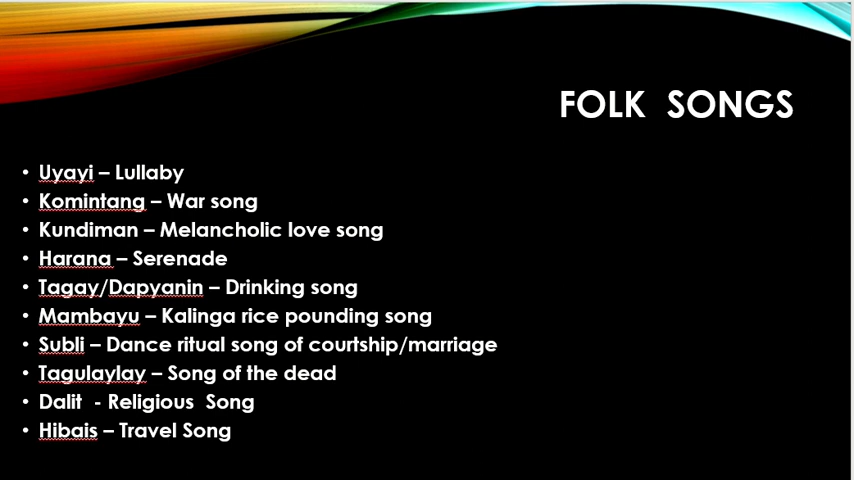 FOLK  SONGS
• Uyayi – Lullaby
• Komintang – War song
• Kundiman – Melancholic love song
• Harana – Serenade
• Tagay/Dapyanin – Drinking song
• Mambayu – Kalinga rice pounding song
• Subli – Dance ritual song of courtship/marriage
• Tagulaylay – Song of the dead
• Dalit  - Religious  Song
• Hibais – Travel Song